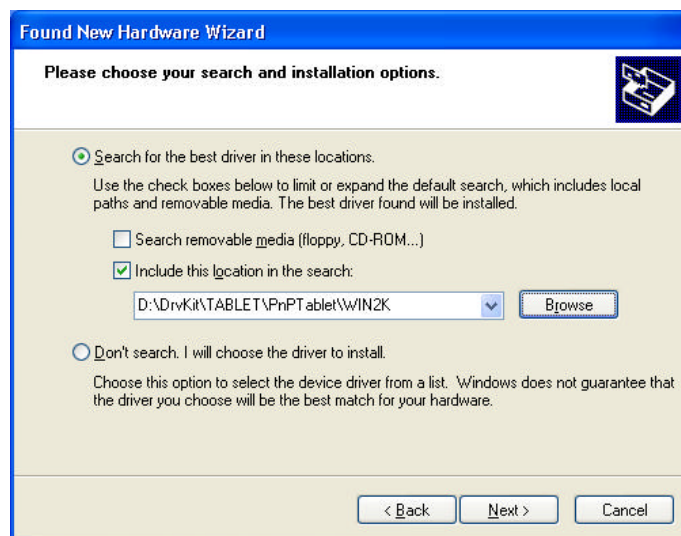 Found New Hardware Wizard
Please choose your search and installation options.
Search for the best driver in these locations.
Use the check boxes below to limit or expand the default search, which includes local
paths and removable media. The best driver found will be installed.
Search removable media (floppy, CD-ROM...)
Include this location in the search:
D:\DrvKit\TABLET\PnPTablet\WIN2K
Browse
Don't search. I will choose the driver to install.
Choose this option to select the device driver from a list. Windows does not guarantee that
the driver you choose will be the best match for your hardware.
< Back Next > Cancel